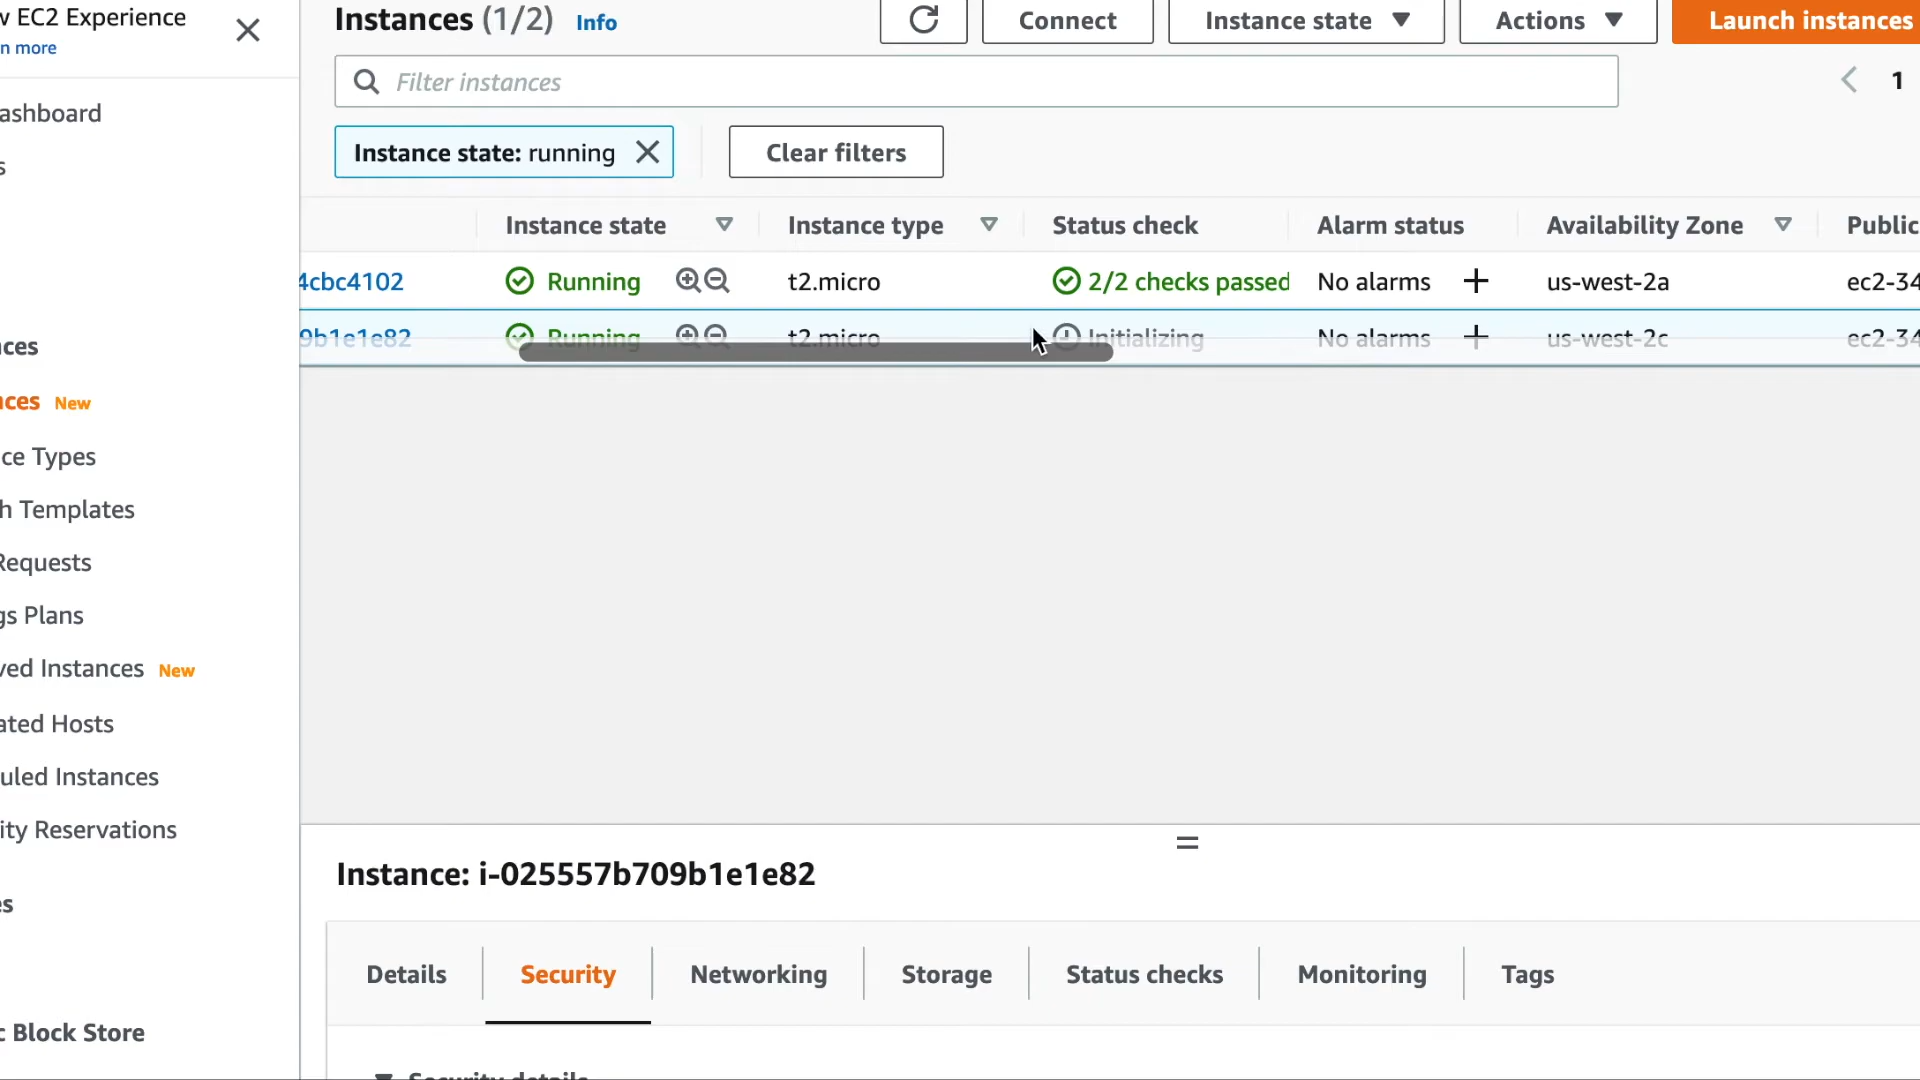 w EC2 Experience
n more
ashboard
s
ces
nces New
ce Types
h Templates
Requests
gs Plans
ved Instances New
ated Hosts
uled Instances
ity Reservations
es
c Block Store
Instances (1/2) Info
Connect
Instance state
Actions
Launch instances
Filter instances
1
Instance state: running
Clear filters
Instance state Instance type Status check Alarm status Availability Zone Public
4cbc4102 Running t2.micro 2/2 checks passed No alarms us-west-2a ec2-34
9b1e1e82 Running t2.micro Initializing No alarms us-west-2c ec2-34
Instance: i-025557b709b1e1e82
Details Security Networking Storage Status checks Monitoring Tags
Security details